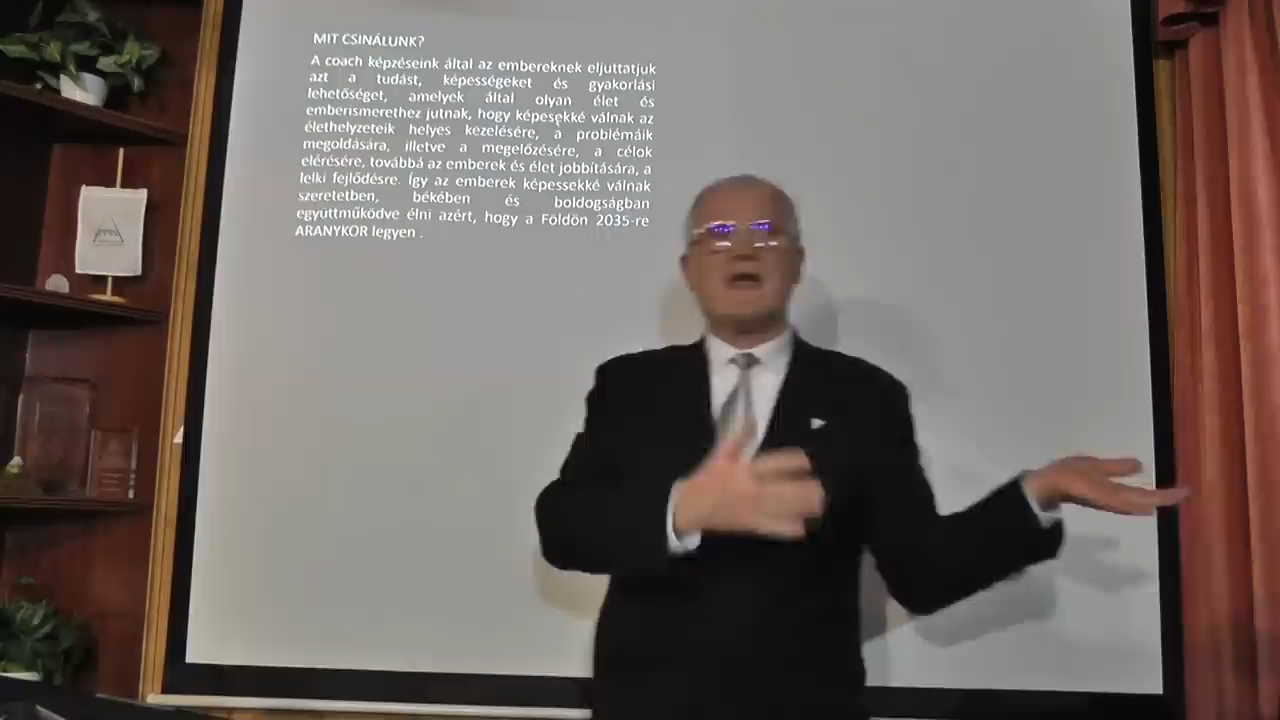 MIT CSINÁLUNK?
A coach képzéseink által az embereknek eljuttatjuk
azt a tudást, képességeket és gyakorlási
lehetőséget, amelyek által olyan élet és
emberismerethez jutnak, hogy képesekké válnak az
élethelyzeteik helyes kezelésére, a problémáik
megoldására, illetve a megelőzésére, a célok
elérésére, továbbá az emberek és élet jobbítására, a
lelki fejlődésre. Így az emberek képessekké válnak
szeretetben, békében és boldogságban
együttműködve élni azért, hogy a Földön 2035-re
ARANYKOR legyen .